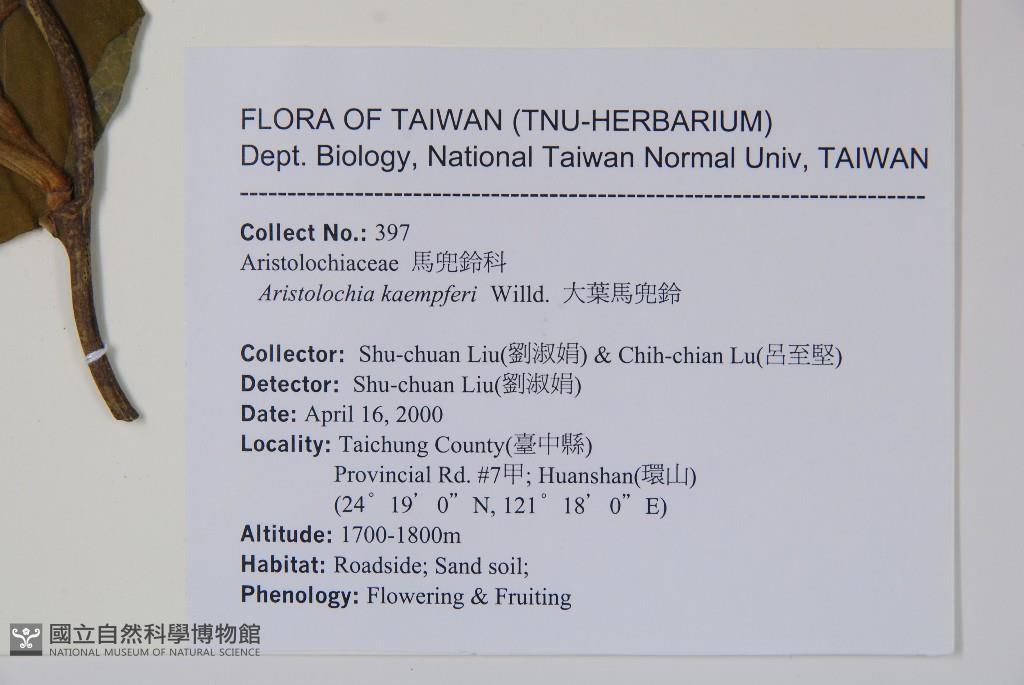 FLORA OF TAIWAN (TNU-HERBARIUM)
Dept. Biology, National Taiwan Normal Univ, TAIWAN
Collect No.: 397
Aristolochiaceae 馬兜鈴科
Aristolochia kaempferi Willd. 大葉馬兜鈴
Collector: Shu-chuan Liu(劉淑娟) & Chih-chian Lu(呂至堅)
Detector: Shu-chuan Liu(劉淑娟)
Date: April 16, 2000
Locality: Taichung County(臺中縣)
Provincial Rd. #7甲; Huanshan(環山)
(24° 19’ 0” N, 121° 18’ 0” E)
Altitude: 1700-1800m
Habitat: Roadside; Sand soil;
Phenology: Flowering & Fruiting
國立自然科學博物館
NATIONAL MUSEUM OF NATURAL SCIENCE